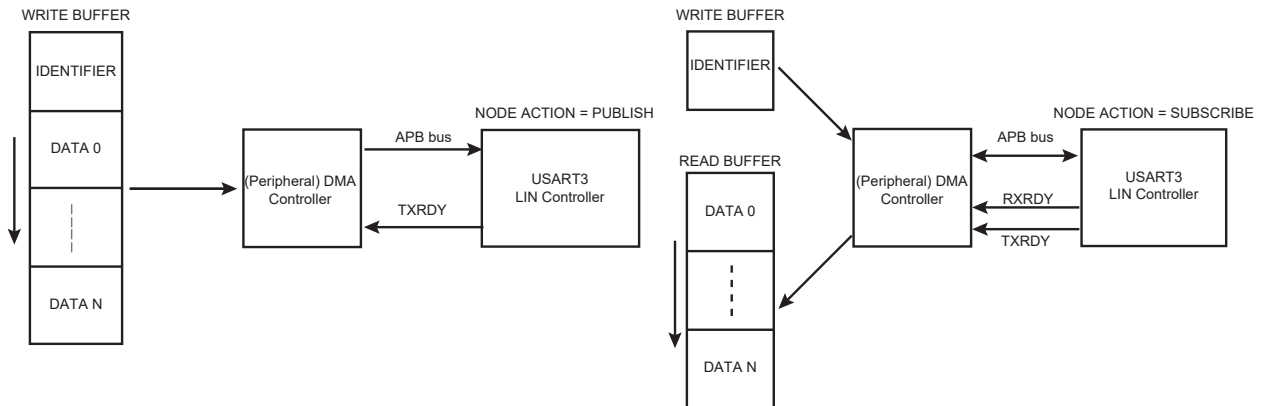 WRITE BUFFER
IDENTIFIER
DATA 0
DATA N
(Peripheral) DMA
Controller
APB bus
TXRDY
NODE ACTION = PUBLISH
USART3
LIN Controller
WRITE BUFFER
IDENTIFIER
READ BUFFER
DATA 0
DATA N
(Peripheral) DMA
Controller
APB bus
RXRDY
TXRDY
NODE ACTION = SUBSCRIBE
USART3
LIN Controller